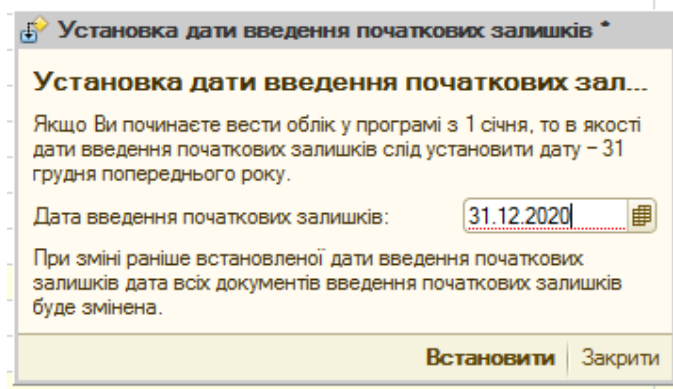 Установка дати введення початкових залишків *
Установка дати введення початкових зал...
Якщо Ви починаєте вести облік у програмі з 1 січня, то в якості
дати введення початкових залишків слід установити дату – 31
грудня попереднього року.
Дата введення початкових залишків: 31.12.2020
При зміні раніше встановленої дати введення початкових
залишків дата всіх документів введення початкових залишків
буде змінена.
Встановити Закрити